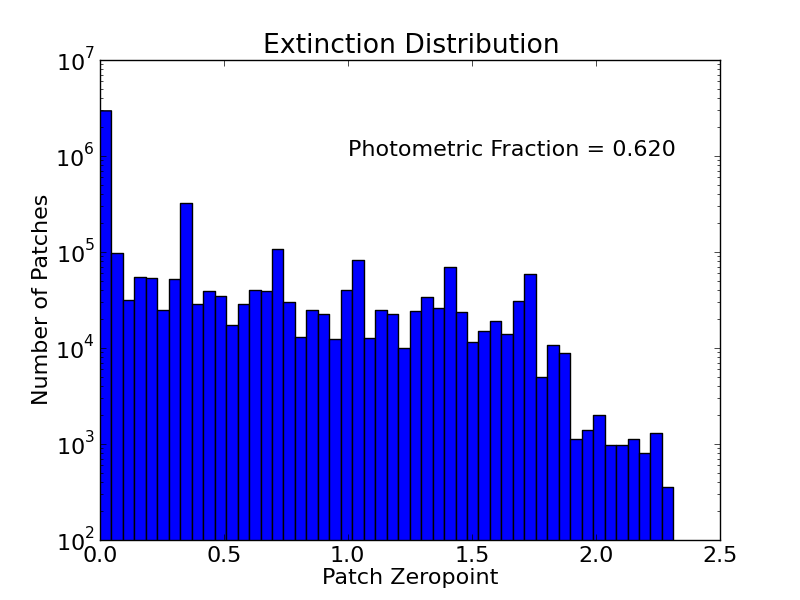 Extinction Distribution
10^7
10^6
10^5
10^4
10^3
10^2
Number of Patches
Photometric Fraction = 0.620
0.0 0.5 1.0 1.5 2.0 2.5
Patch Zeropoint